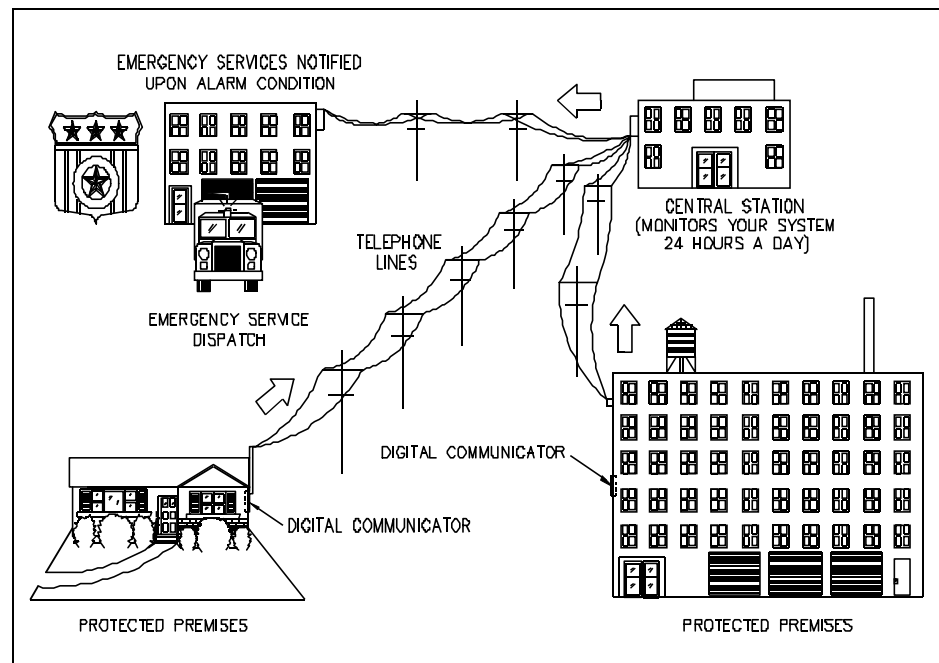 EMERGENCY SERVICES NOTIFIED
UPON ALARM CONDITION
CENTRAL STATION
(MONITORS YOUR SYSTEM
24 HOURS A DAY)
TELEPHONE
LINES
EMERGENCY SERVICE
DISPATCH
DIGITAL COMMUNICATOR
DIGITAL COMMUNICATOR
PROTECTED PREMISES
PROTECTED PREMISES